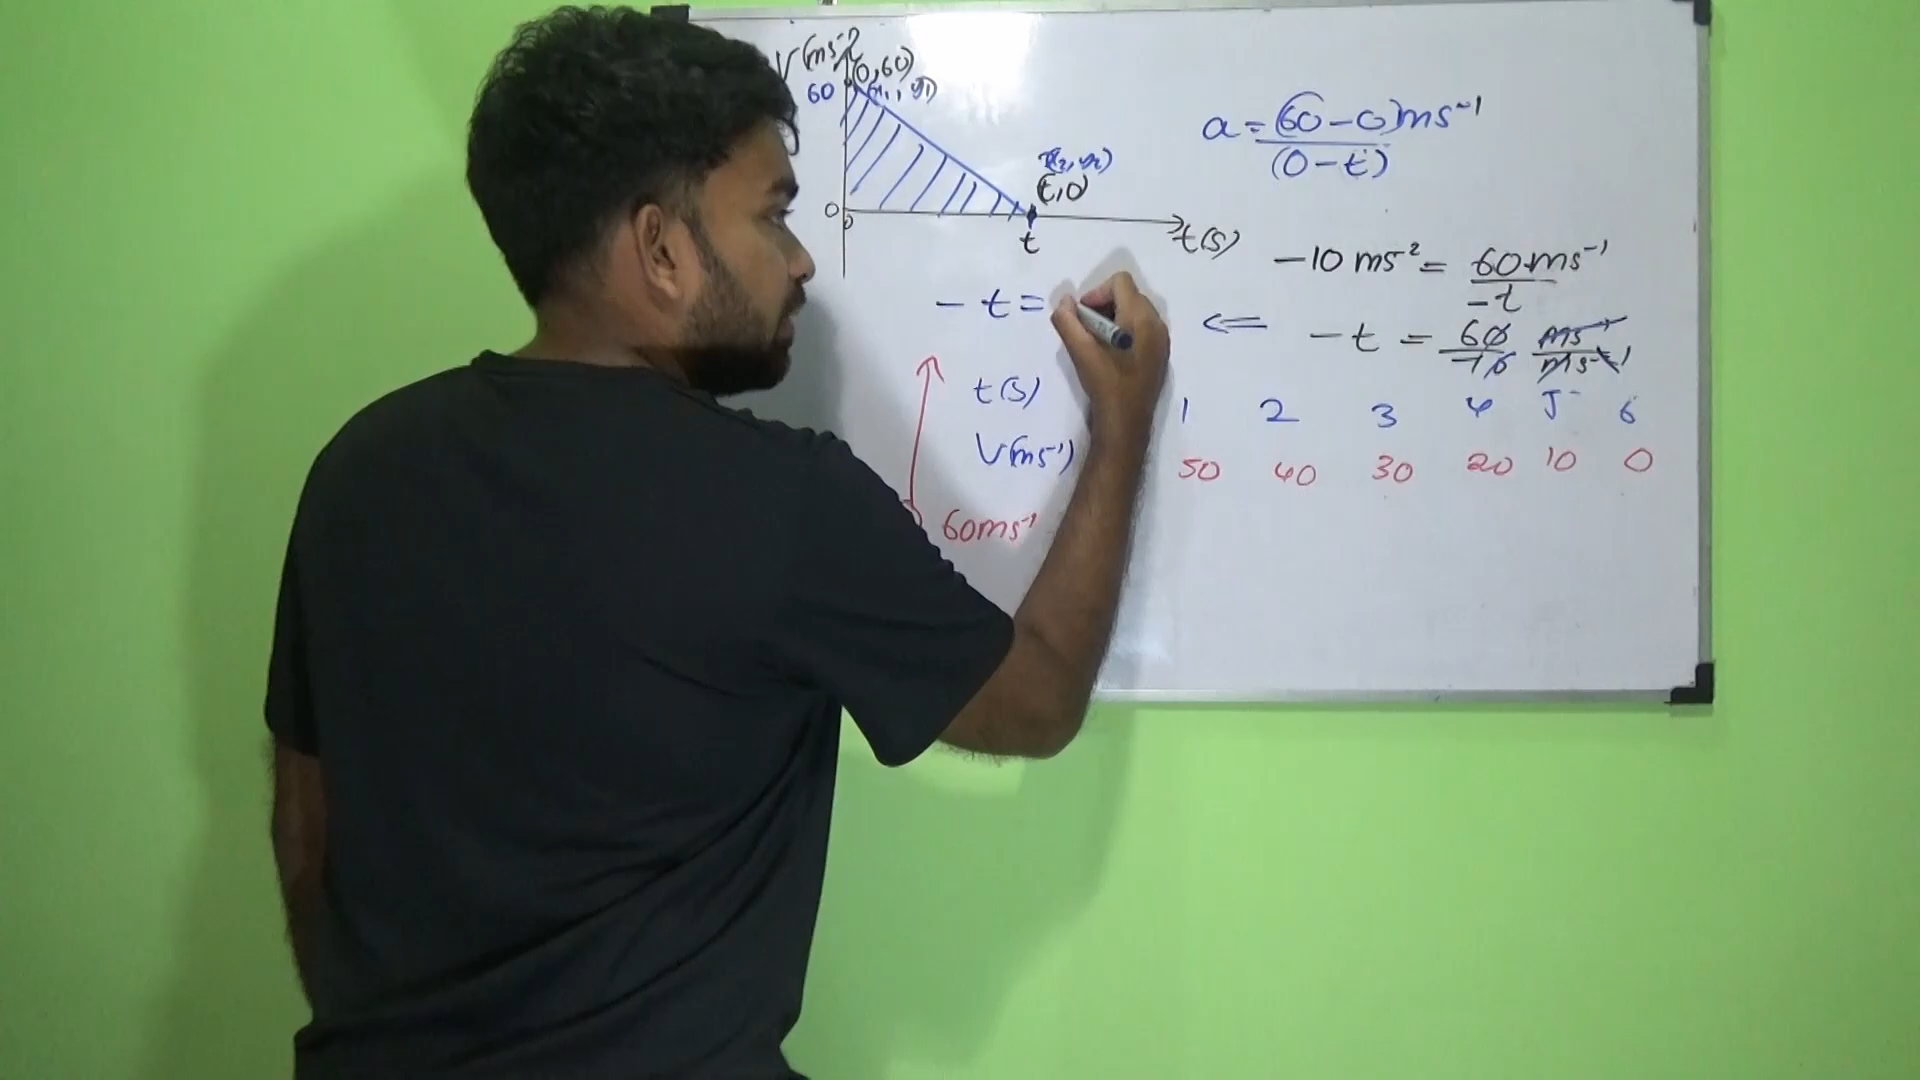 V(ms⁻¹)
(0,60)
60 (x₁, y₁)
(x₂, y₂)
(t,0)
0
0
t
t(s)
a = (60-0)ms⁻¹
(0-t)
-10 ms⁻² = 60 ms⁻¹
-t
- t =
⇐ - t = 60 ms⁻¹
-10
t(s) 1 2 3 4 5 6
V(ms⁻¹) 50 40 30 20 10 0
60ms⁻¹